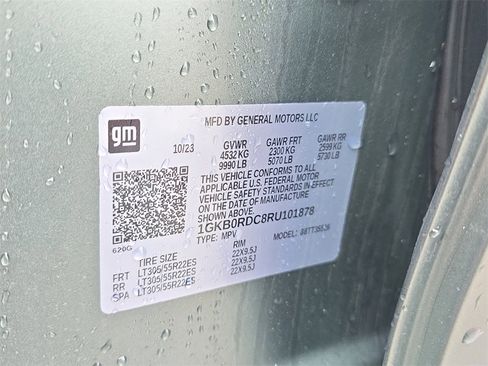 gm
MFD BY GENERAL MOTORS LLC
10/23 GVWR GAWR FRT GAWR RR
4532 KG 2300 KG 2599 KG
9990 LB 5070 LB 5730 LB
THIS VEHICLE CONFORMS TO ALL
APPLICABLE U.S. FEDERAL MOTOR
VEHICLE SAFETY STANDARDS IN EFFECT
ON THE DATE OF MANUFACTURE
SHOWN ABOVE.
1GKB0RDC8RU101878
620G TYPE: MPV MODEL:
TIRE SIZE RIM
FRT LT305/55R22ES 22X9.5J
RR LT305/55R22ES 22X9.5J
SPA LT305/55R22ES 22X9.5J